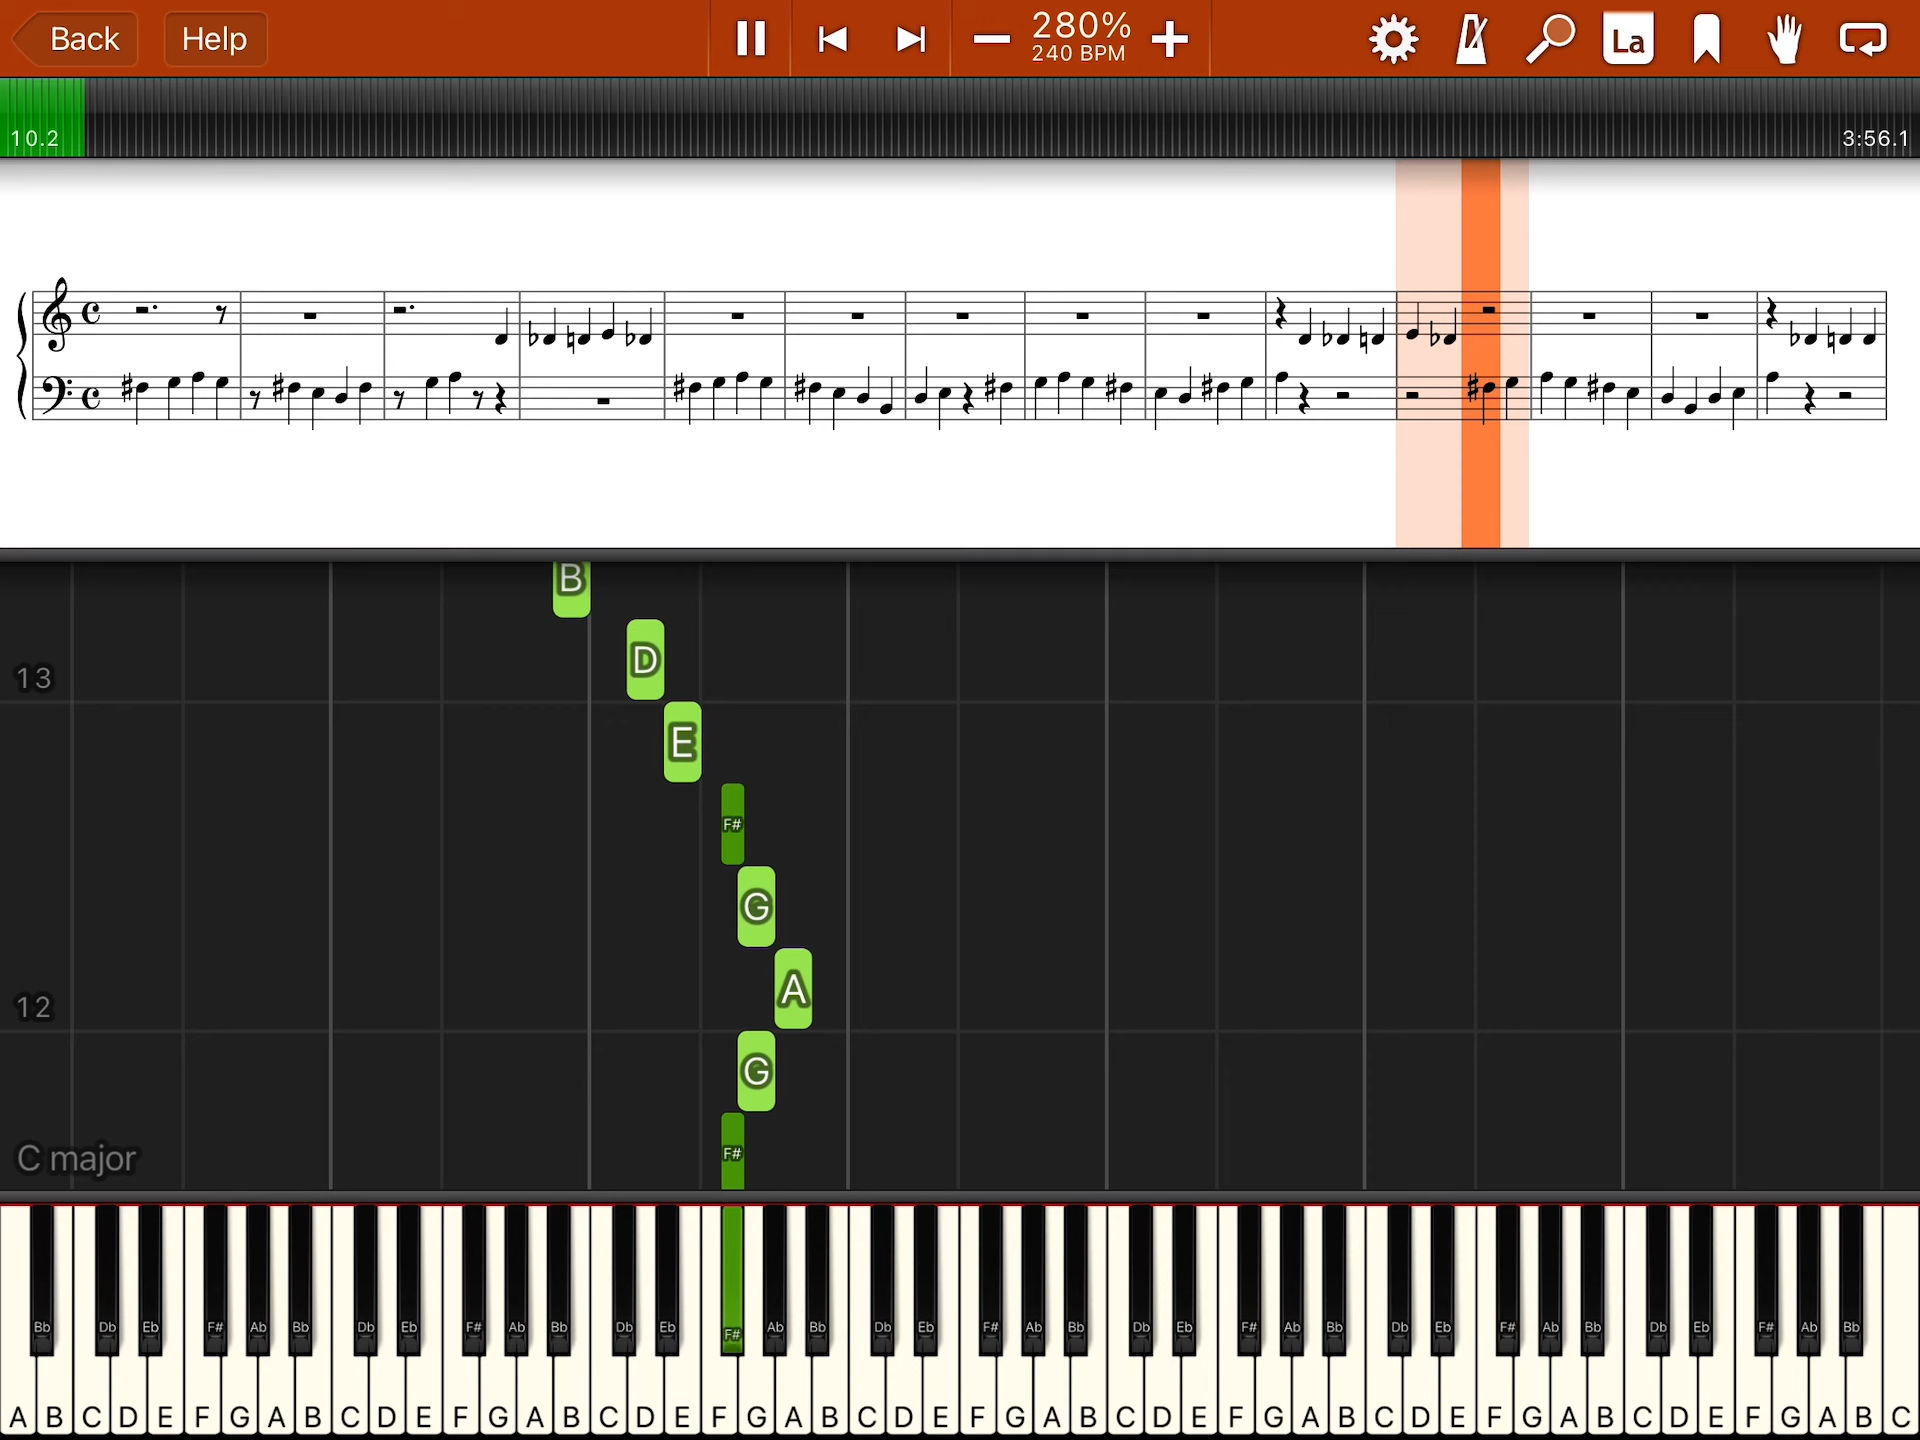 Back Help 280% La
240 BPM
10.2 3:56.1
B
D
13
E
F#
G
A
12
G
F#
C major
Bb Db Eb F# Ab Bb Db Eb F# Ab Bb Db Eb F# Ab Bb Db Eb F# Ab Bb Db Eb F# Ab Bb Db Eb F# Ab Bb Db Eb F# Ab Bb
A B C D E F G A B C D E F G A B C D E F G A B C D E F G A B C D E F G A B C D E F G A B C D E F G A B C